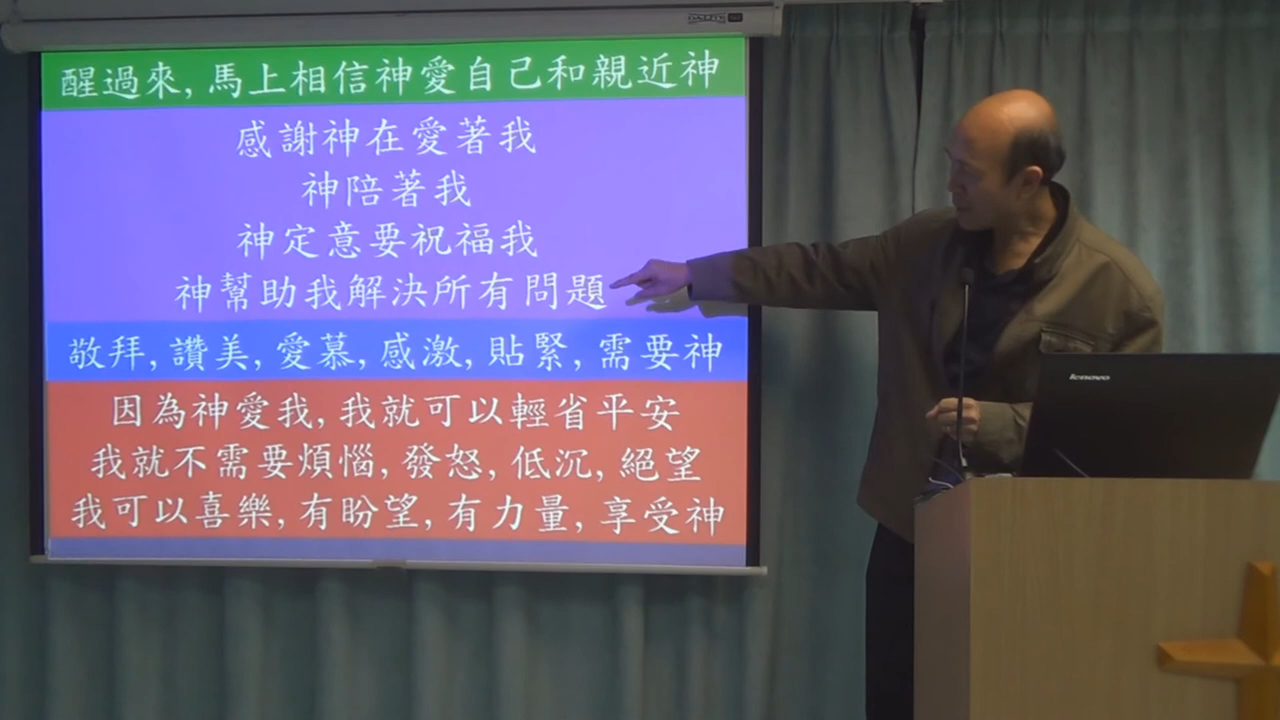 醒過來, 馬上相信神愛自己和親近神
感謝神在愛著我
神陪著我
神定意要祝福我
神幫助我解決所有問題
敬拜, 讚美, 愛慕, 感激, 貼緊, 需要神
因為神愛我, 我就可以輕省平安
我就不需要煩惱, 發怒, 低沉, 絕望
我可以喜樂, 有盼望, 有力量, 享受神
lenovo